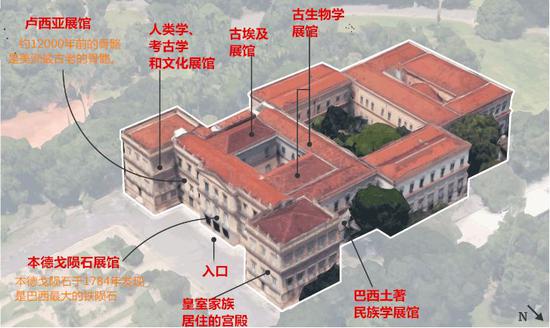 卢西亚展馆
约12000年前的骨骼
是美洲最古老的骨骼。
人类学、
考古学
和文化展馆
古埃及
展馆
古生物学
展馆
本德戈陨石展馆
本德戈陨石于1784年发现
是巴西最大的铁陨石
入口
皇室家族
居住的宫殿
巴西土著
民族学展馆
N